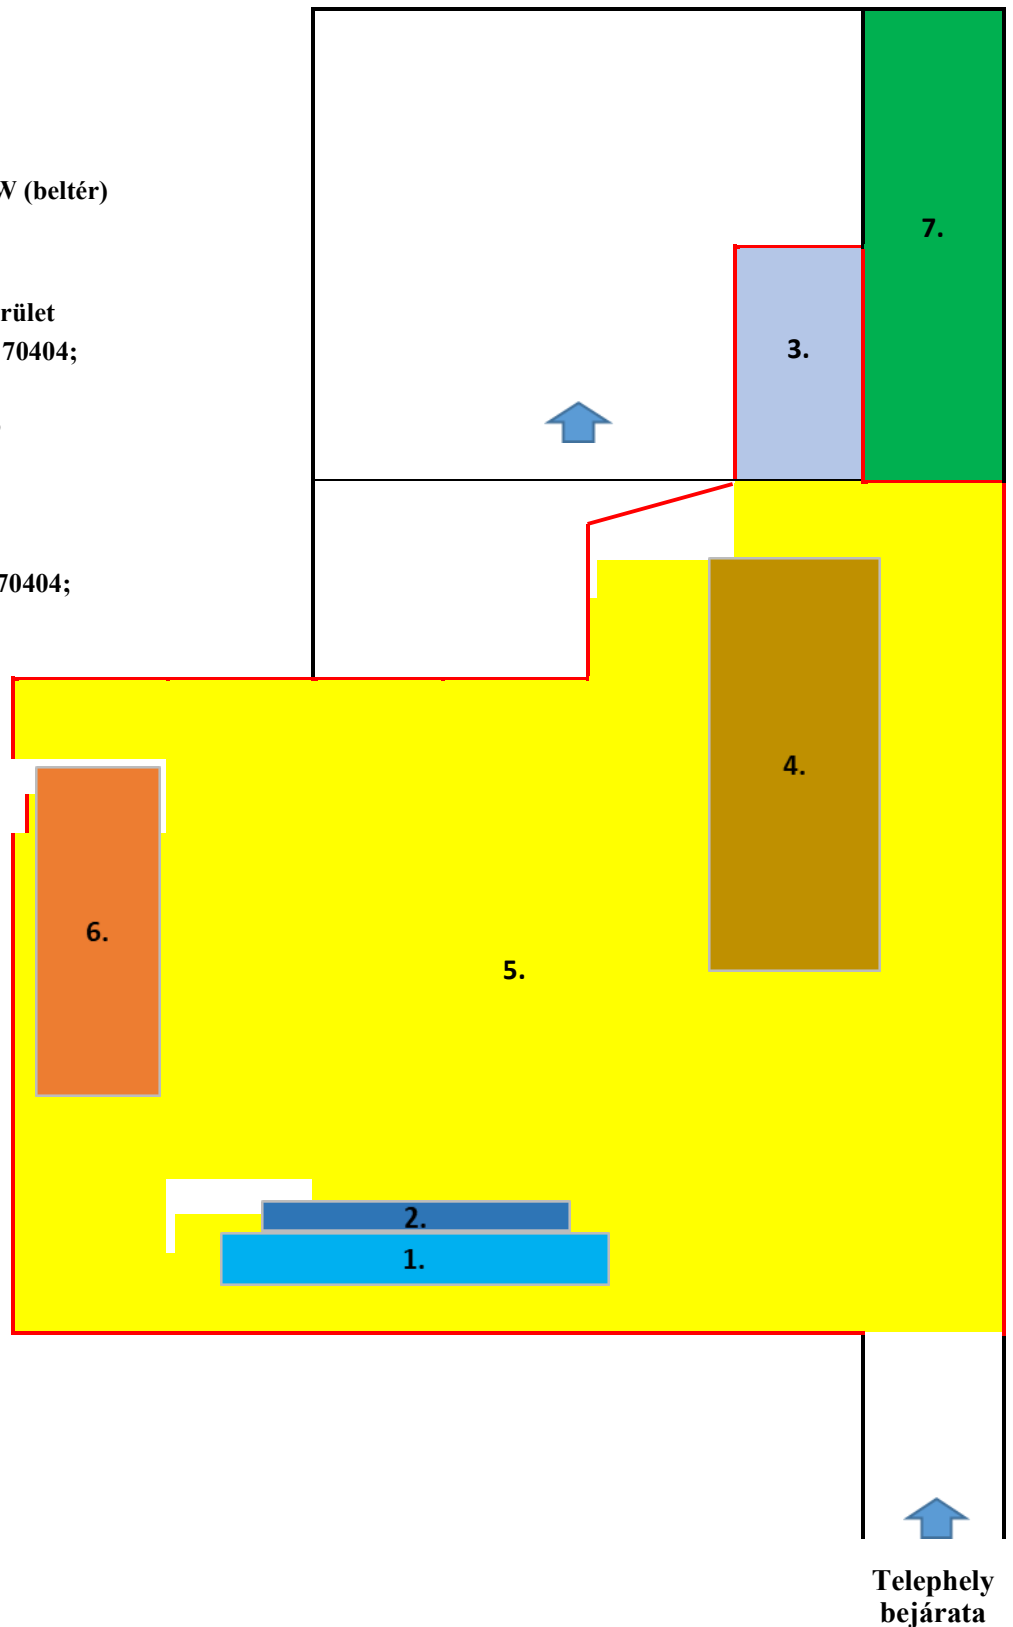 W (beltér)
7.
rület
3.
70404;
70404;
4.
6.
5.
2.
1.
Telephely
bejárata